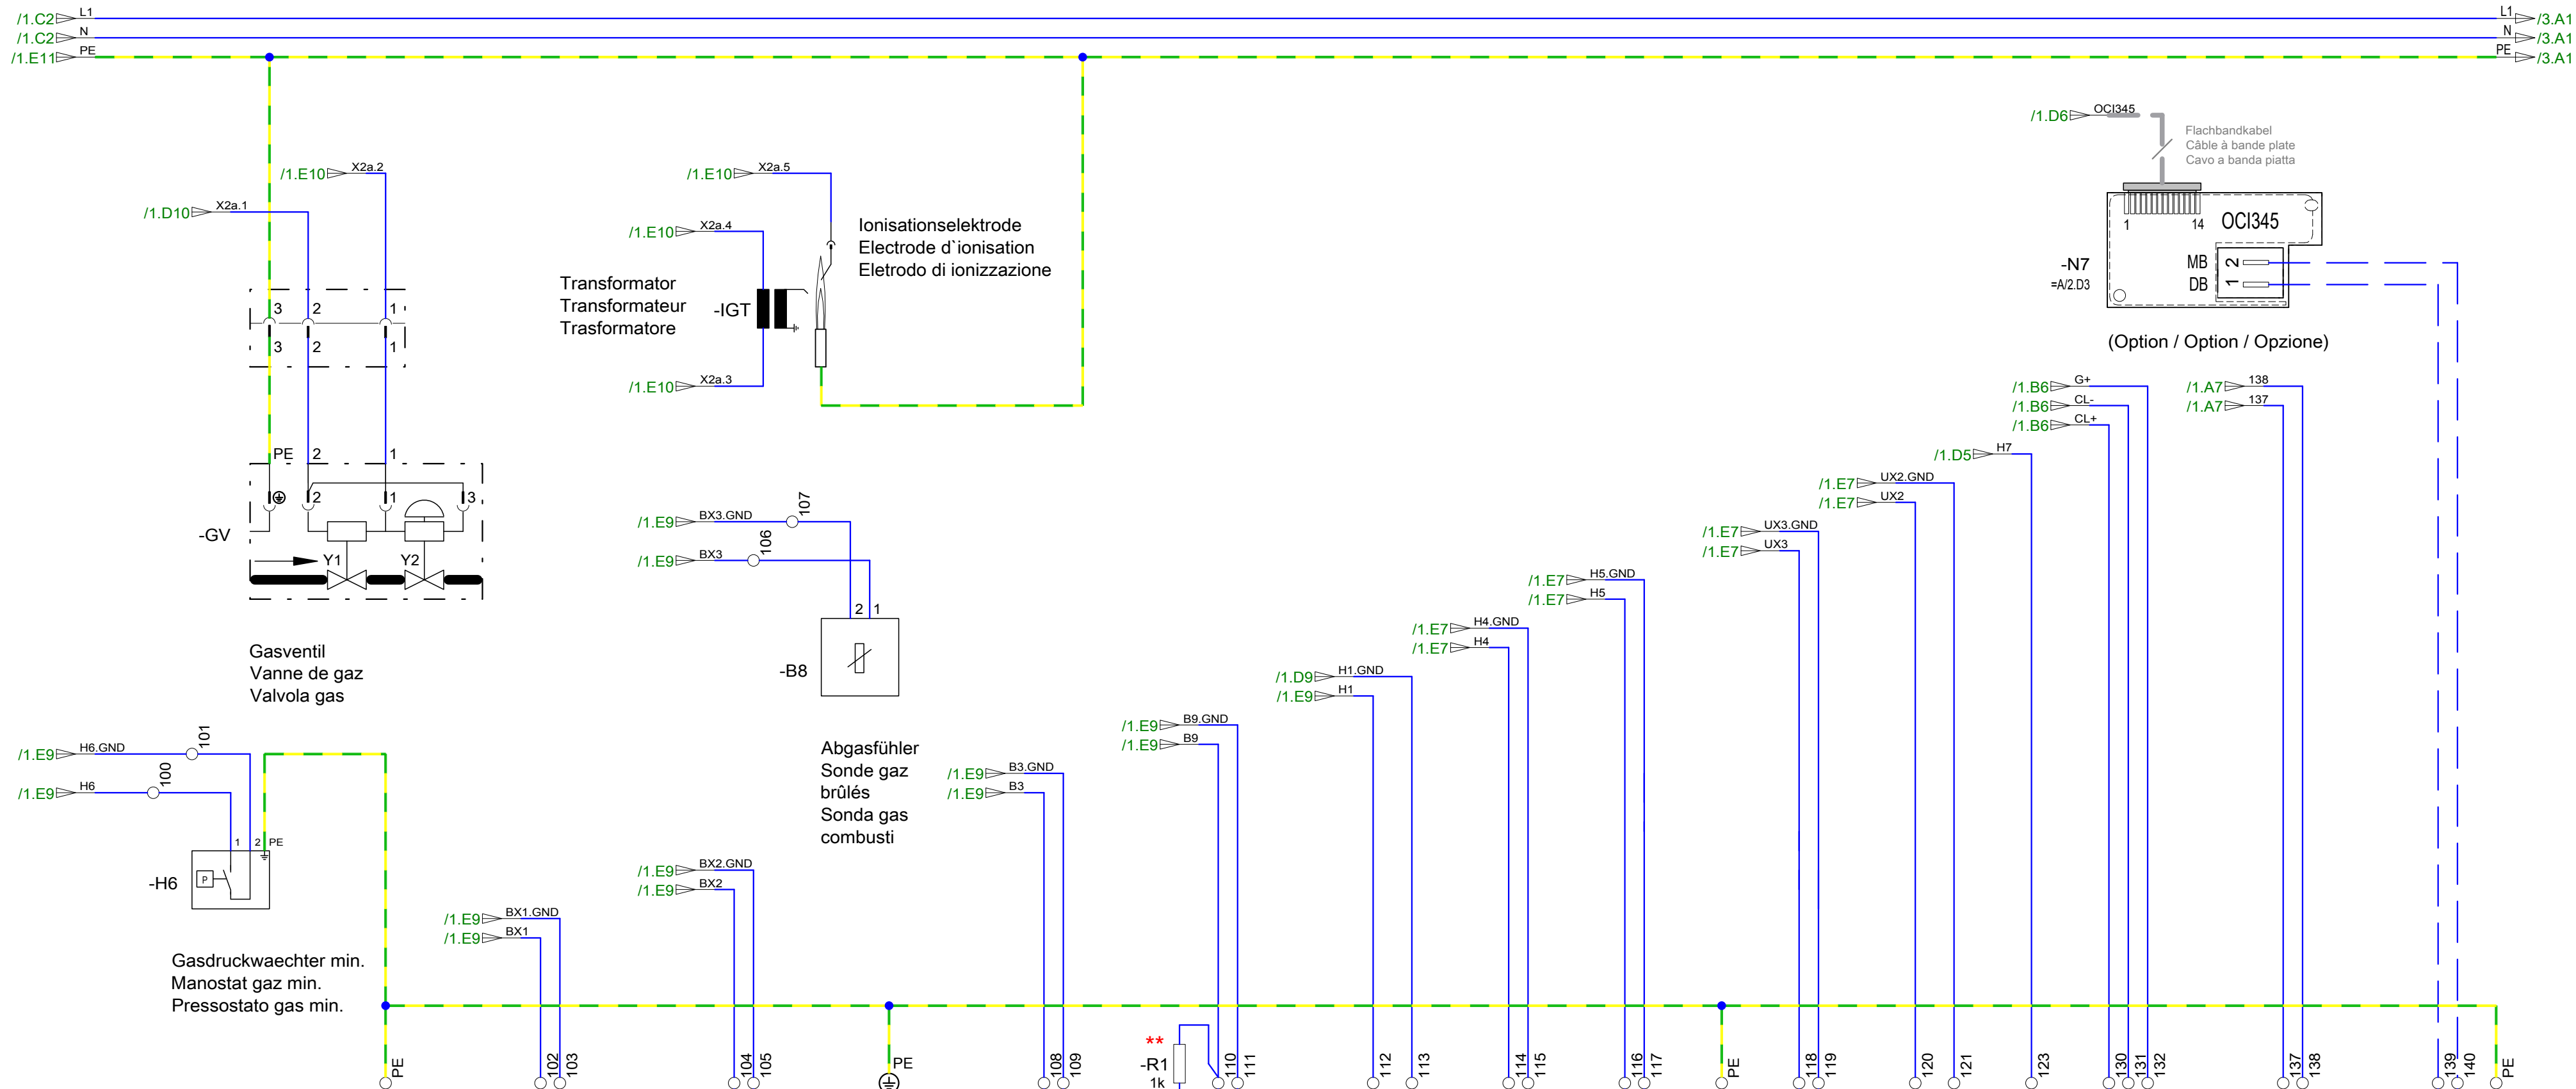 /1.C2 L1
L1 /3.A1
/1.C2 N
N /3.A1
/1.E11 PE
PE /3.A1
/1.D6 OCI345
Flachbandkabel
Câble à bande plate
Cavo a banda piatta
1 14 OCI345
-N7
=A/2.D3
MB 2
DB 1
(Option / Option / Opzione)
/1.E10 X2a.2
/1.D10 X2a.1
3 2 1
3 2 1
PE 2 1
2 1 3
-GV
Y1 Y2
Gasventil
Vanne de gaz
Valvola gas
/1.E10 X2a.5
/1.E10 X2a.4
Ionisationselektrode
Electrode d`ionisation
Eletrodo di ionizzazione
Transformator
Transformateur
Trasformatore
-IGT
/1.E10 X2a.3
/1.E9 BX3.GND 107
/1.E9 BX3 106
2 1
-B8
Abgasfühler
Sonde gaz
brûlés
Sonda gas
combusti
/1.E9 H6.GND 101
/1.E9 H6 100
1 2 PE
-H6
P
Gasdruckwaechter min.
Manostat gaz min.
Pressostato gas min.
/1.E9 BX1.GND
/1.E9 BX1
/1.E9 BX2.GND
/1.E9 BX2
/1.E9 B3.GND
/1.E9 B3
/1.E9 B9.GND
/1.E9 B9
/1.D9 H1.GND
/1.E9 H1
/1.E7 H4.GND
/1.E7 H4
/1.E7 H5.GND
/1.E7 H5
/1.E7 UX3.GND
/1.E7 UX3
/1.E7 UX2.GND
/1.E7 UX2
/1.D5 H7
/1.B6 G+
/1.B6 CL-
/1.B6 CL+
/1.A7 138
/1.A7 137
**
-R1
1k
PE 102 103 104 105 PE 108 109 110 111 112 113 114 115 116 117 PE 118 119 120 121 123 130 131 132 137 138 139 140 PE